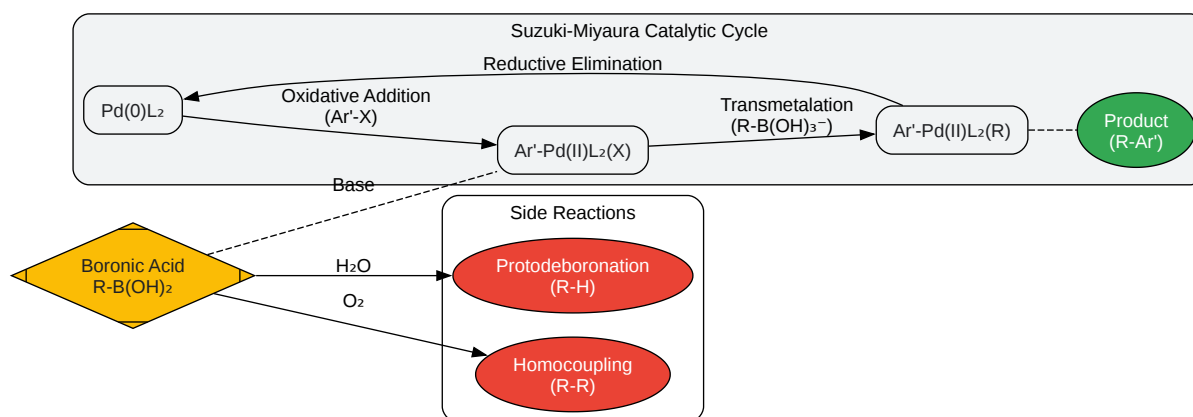 Suzuki-Miyaura Catalytic Cycle
Reductive Elimination
Pd(0)L₂
Oxidative Addition
(Ar'-X)
Ar'-Pd(II)L₂(X)
Transmetalation
(R-B(OH)₃⁻)
Ar'-Pd(II)L₂(R)
Product
(R-Ar')
Base
Boronic Acid
R-B(OH)₂
Side Reactions
H₂O
Protodeboronation
(R-H)
O₂
Homocoupling
(R-R)